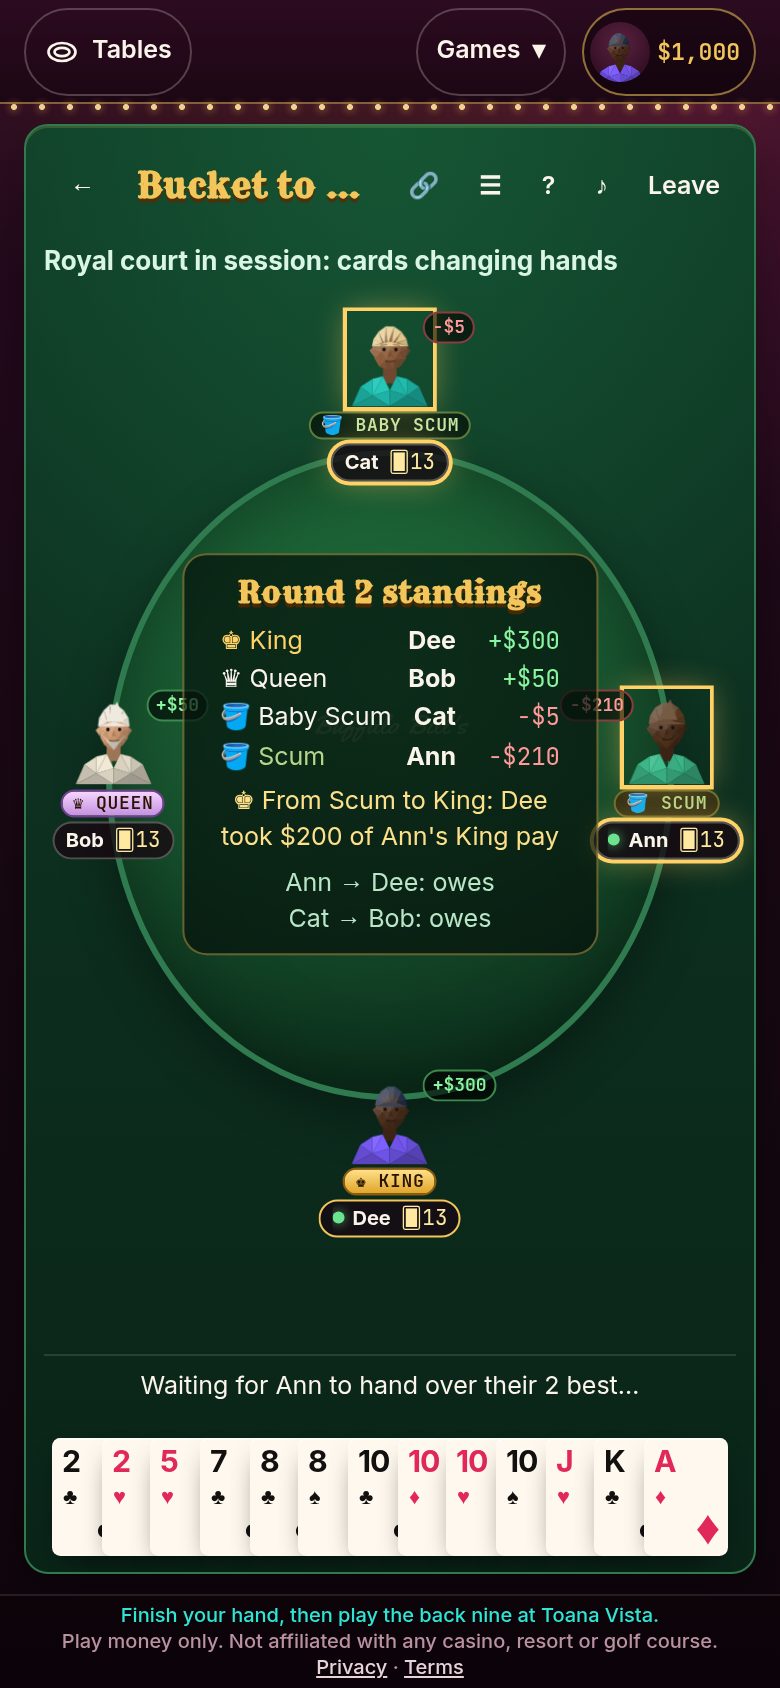 Tables
Games ▼
$1,000
← Bucket to ... ? ♪ Leave
Royal court in session: cards changing hands
-$5
BABY SCUM
Cat 13
Round 2 standings
♚ King Dee +$300
♛ Queen Bob +$50
Baby Scum Cat -$5
Scum Ann -$210
♚ From Scum to King: Dee
took $200 of Ann's King pay
Ann → Dee: owes
Cat → Bob: owes
+$50
♛ QUEEN
Bob 13
-$210
SCUM
Ann 13
+$300
♚ KING
Dee 13
Waiting for Ann to hand over their 2 best...
2 2 5 7 8 8 10 10 10 10 J K A
♣ ♥ ♥ ♣ ♣ ♠ ♣ ♦ ♥ ♠ ♥ ♣ ♦
Finish your hand, then play the back nine at Toana Vista.
Play money only. Not affiliated with any casino, resort or golf course.
Privacy · Terms